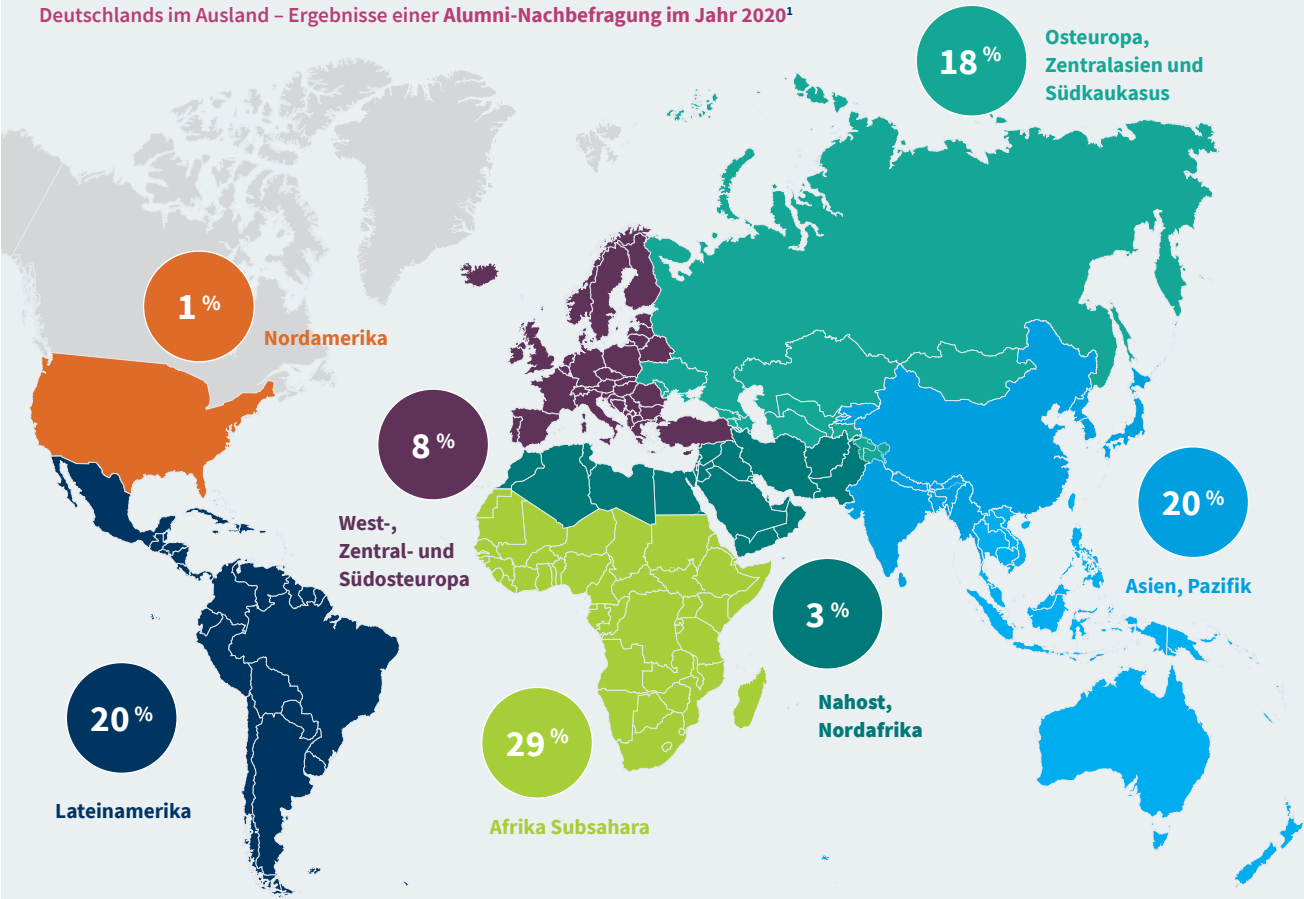 Deutschlands im Ausland – Ergebnisse einer Alumni-Nachbefragung im Jahr 2020¹
18 %
Osteuropa,
Zentralasien und
Südkaukasus
1 %
Nordamerika
8 %
West-,
Zentral- und
Südosteuropa
20 %
Asien, Pazifik
3 %
Nahost,
Nordafrika
20 %
Lateinamerika
29 %
Afrika Subsahara